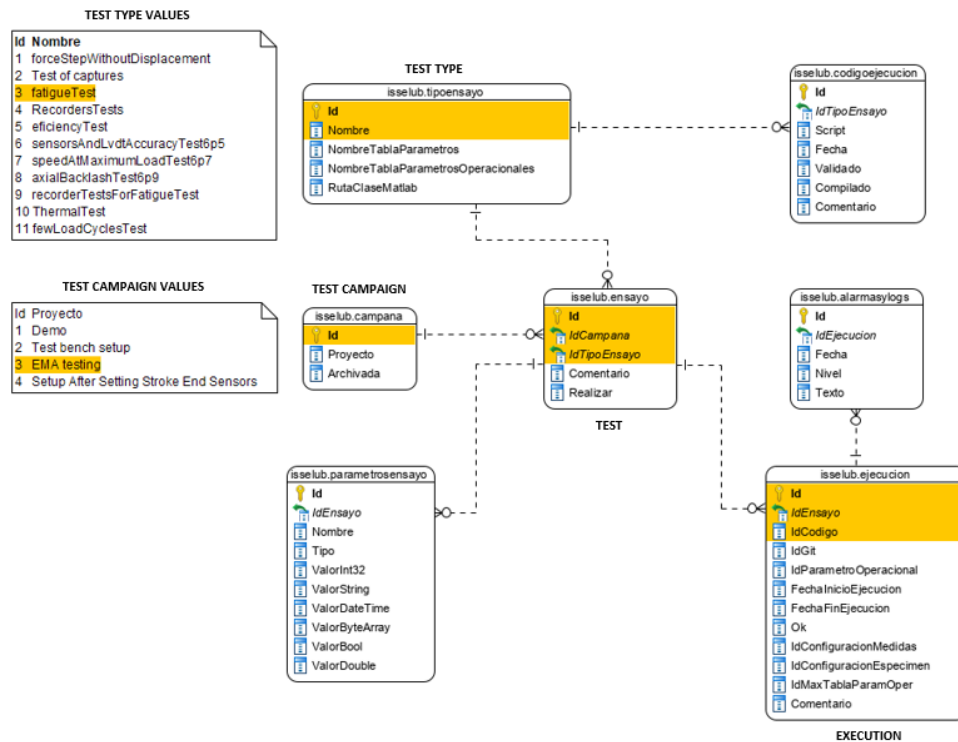 TEST TYPE VALUES
Id Nombre
1 forceStepWithoutDisplacement
2 Test of captures
3 fatigueTest
4 RecordersTests
5 eficiencyTest
6 sensorsAndLvdtAccuracyTest6p5
7 speedAtMaximumLoadTest6p7
8 axialBacklashTest6p9
9 recorderTestsForFatigueTest
10 ThermalTest
11 fewLoadCyclesTest
TEST TYPE
isselub.tipoensayo
Id
Nombre
NombreTablaParametros
NombreTablaParametrosOperacionales
RutaClaseMatlab
isselub.codigoejecucion
Id
IdTipoEnsayo
Script
Fecha
Validado
Compilado
Comentario
TEST CAMPAIGN VALUES
Id Proyecto
1 Demo
2 Test bench setup
3 EMA testing
4 Setup After Setting Stroke End Sensors
TEST CAMPAIGN
isselub.campana
Id
Proyecto
Archivada
isselub.ensayo
Id
IdCampana
IdTipoEnsayo
Comentario
Realizar
TEST
isselub.alarmasylogs
Id
IdEjecucion
Fecha
Nivel
Texto
isselub.parametrosensayo
Id
IdEnsayo
Nombre
Tipo
ValorInt32
ValorString
ValorDateTime
ValorByteArray
ValorBool
ValorDouble
isselub.ejecucion
Id
IdEnsayo
IdCodigo
IdGit
IdParametroOperacional
FechaInicioEjecucion
FechaFinEjecucion
Ok
IdConfiguracionMedidas
IdConfiguracionEspecimen
IdMaxTablaParamOper
Comentario
EXECUTION